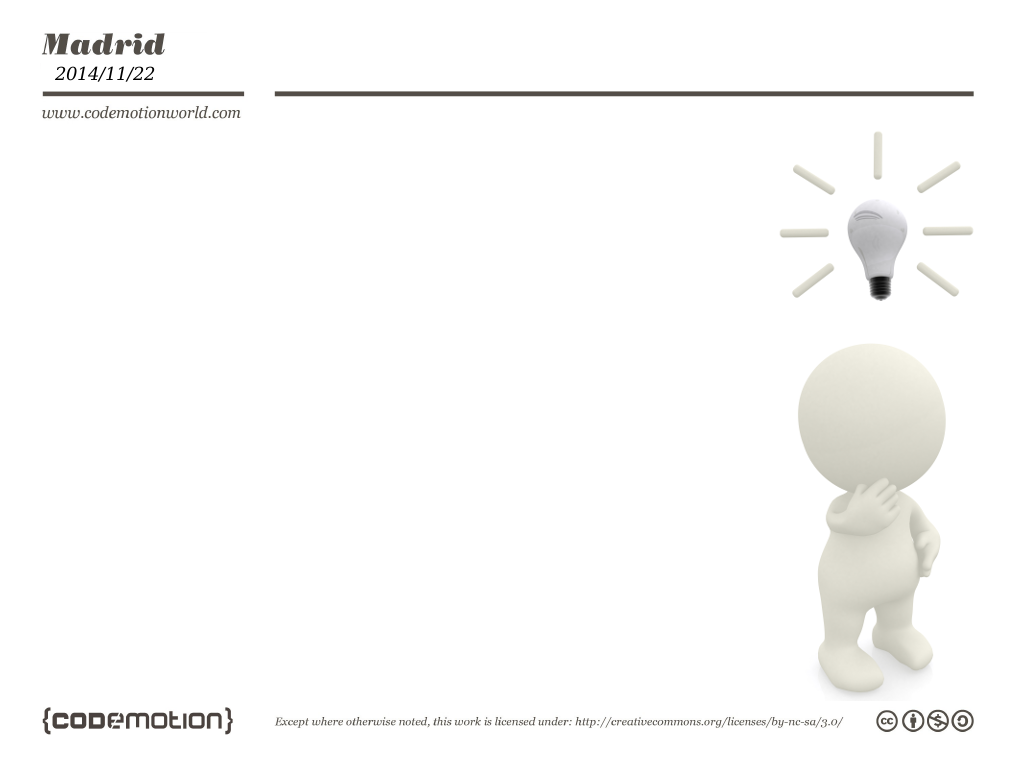 Madrid
2014/11/22
www.codemotionworld.com
{CODEMOTION}
Except where otherwise noted, this work is licensed under: http://creativecommons.org/licenses/by-nc-sa/3.0/
cc